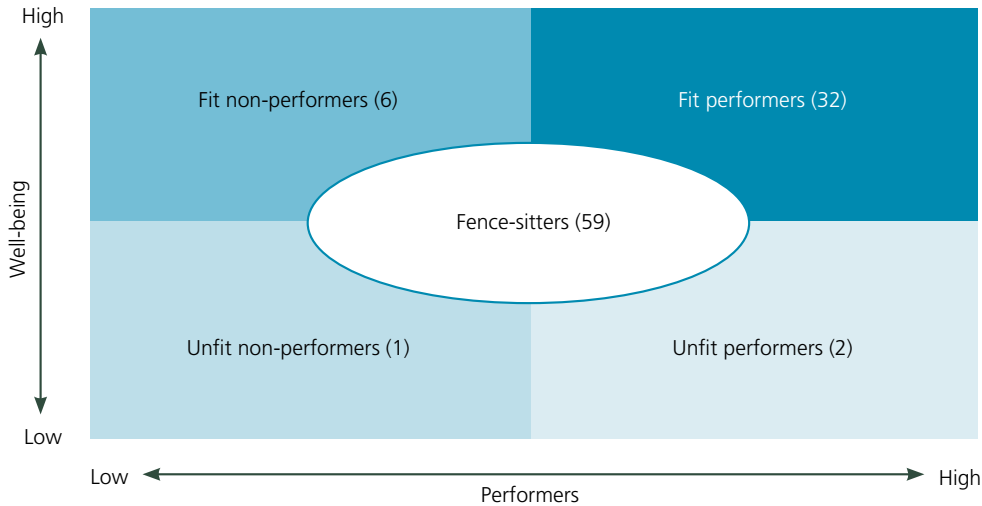 High
Fit non-performers (6)
Fit performers (32)
Well-being
Fence-sitters (59)
Unfit non-performers (1)
Unfit performers (2)
Low
Low
High
Performers